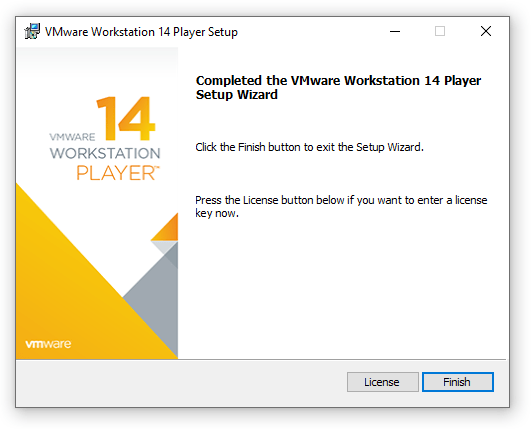 VMware Workstation 14 Player Setup
VMWARE 14
WORKSTATION
PLAYER™
vmware
Completed the VMware Workstation 14 Player
Setup Wizard
Click the Finish button to exit the Setup Wizard.
Press the License button below if you want to enter a license
key now.
License
Finish